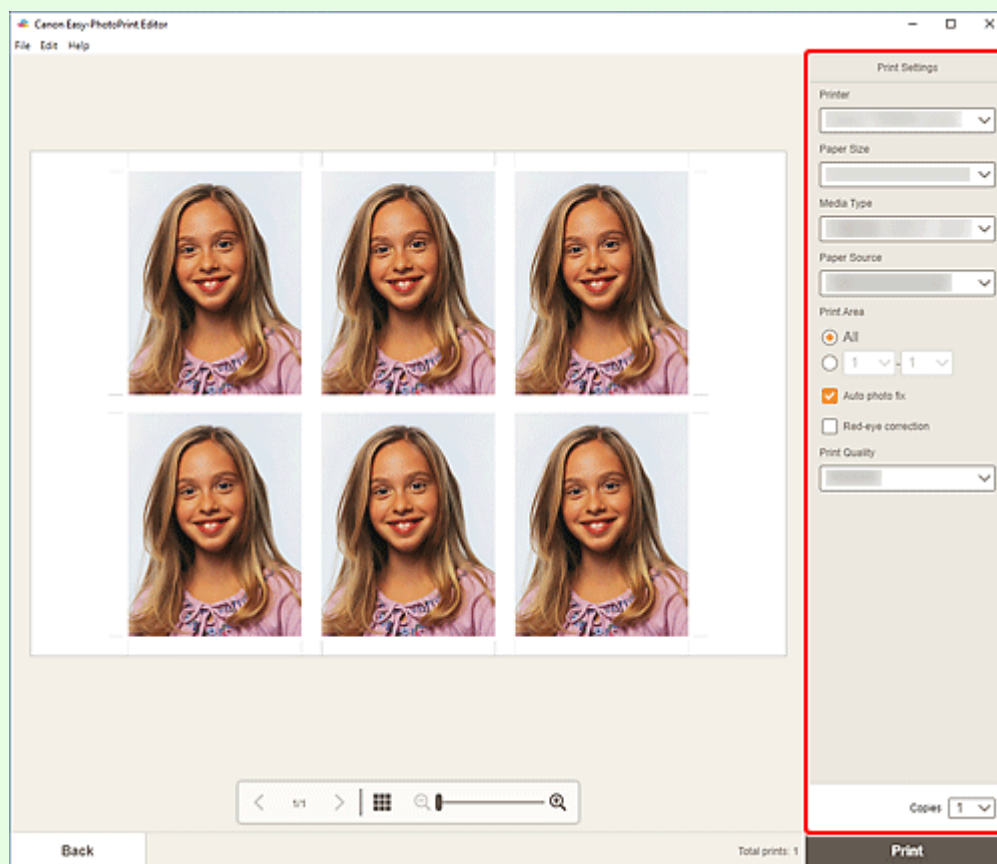 Canon Easy-PhotoPrint Editor
File Edit Help
Print Settings
Printer
Paper Size
Media Type
Paper Source
Print Area
All
1 - 1
Auto photo fix
Red-eye correction
Print Quality
1/1
Copies 1
Back
Total prints: 1
Print